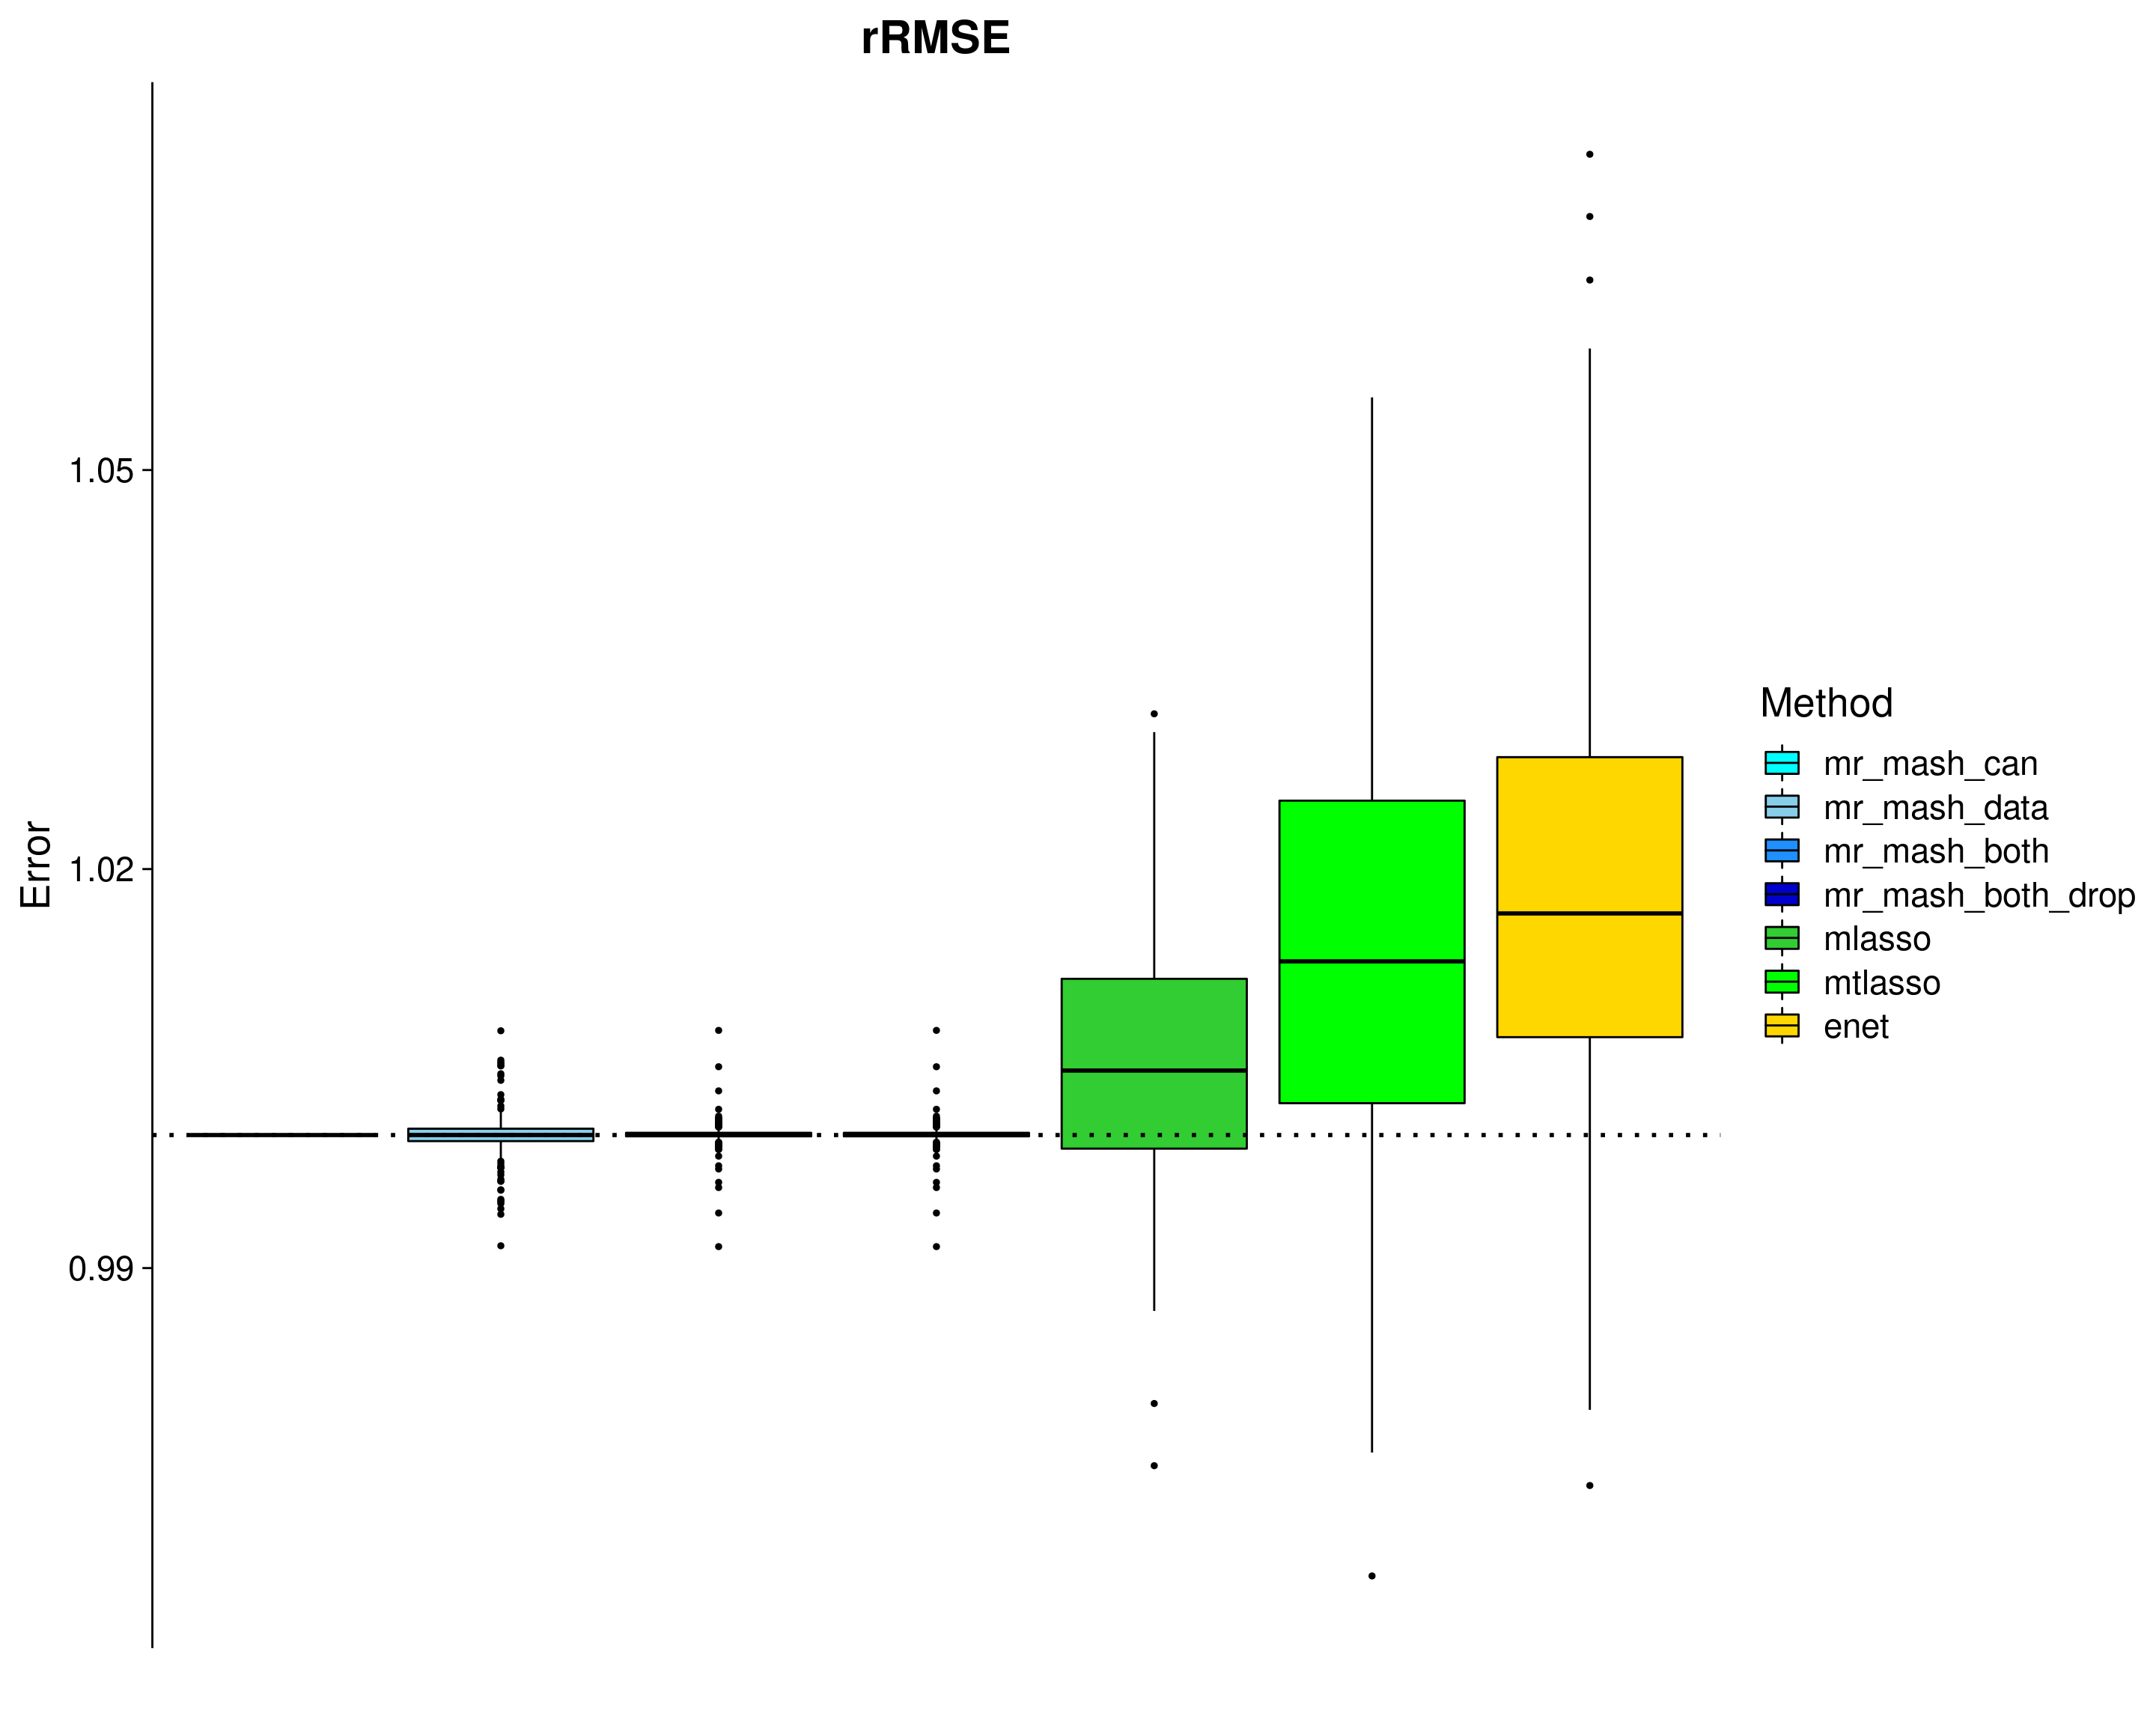 rRMSE
1.05
1.02
0.99
Error
Method
mr_mash_can
mr_mash_data
mr_mash_both
mr_mash_both_drop
mlasso
mtlasso
enet